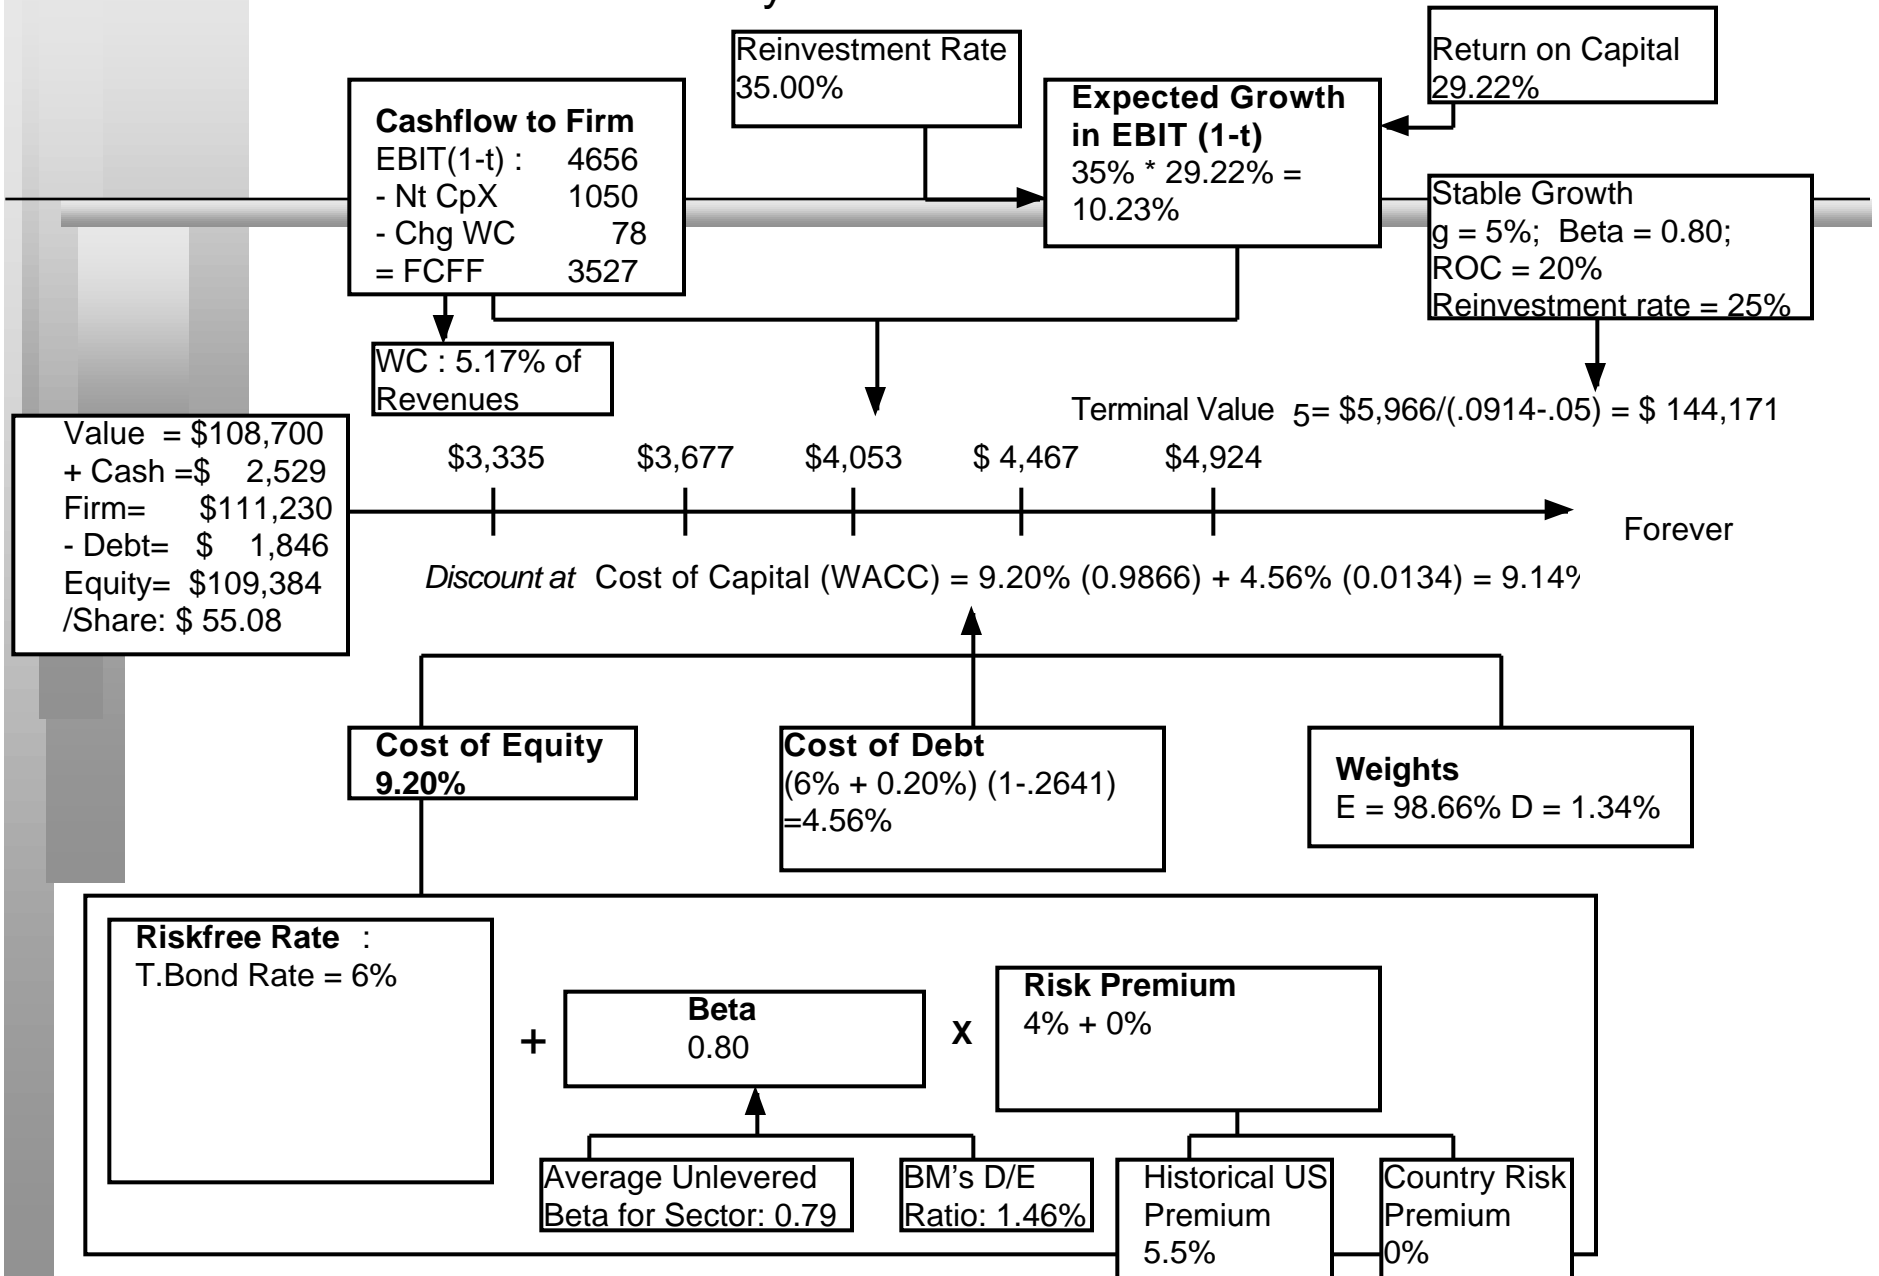 Reinvestment Rate
35.00%
Return on Capital
29.22%
Cashflow to Firm
EBIT(1-t) : 4656
- Nt CpX 1050
- Chg WC 78
= FCFF 3527
Expected Growth
in EBIT (1-t)
35% * 29.22% =
10.23%
Stable Growth
g = 5%; Beta = 0.80;
ROC = 20%
Reinvestment rate = 25%
WC : 5.17% of
Revenues
Terminal Value 5= $5,966/(.0914-.05) = $ 144,171
Value = $108,700
+ Cash =$ 2,529
Firm= $111,230
- Debt= $ 1,846
Equity= $109,384
/Share: $ 55.08
$3,335 $3,677 $4,053 $ 4,467 $4,924
Forever
Discount at Cost of Capital (WACC) = 9.20% (0.9866) + 4.56% (0.0134) = 9.14%
Cost of Equity
9.20%
Cost of Debt
(6% + 0.20%) (1-.2641)
=4.56%
Weights
E = 98.66% D = 1.34%
Riskfree Rate :
T.Bond Rate = 6%
+
Beta
0.80
X
Risk Premium
4% + 0%
Average Unlevered
Beta for Sector: 0.79
BM's D/E
Ratio: 1.46%
Historical US
Premium
5.5%
Country Risk
Premium
0%